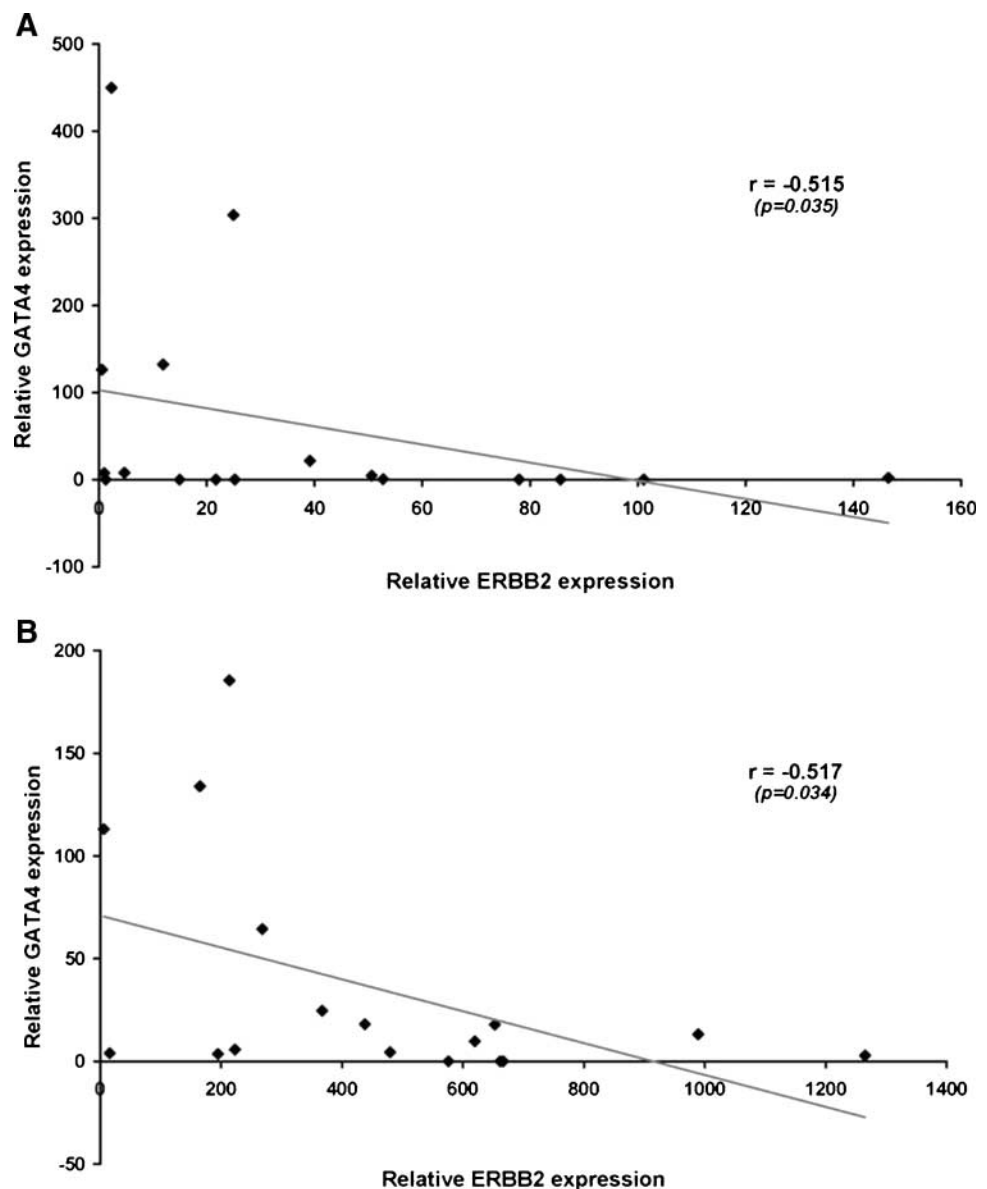 A
500
400
300
200
100
0
-100
0 20 40 60 80 100 120 140 160
Relative GATA4 expression
Relative ERBB2 expression
r = -0.515
(p=0.035)
B
200
150
100
50
0
-50
0 200 400 600 800 1000 1200 1400
Relative GATA4 expression
Relative ERBB2 expression
r = -0.517
(p=0.034)